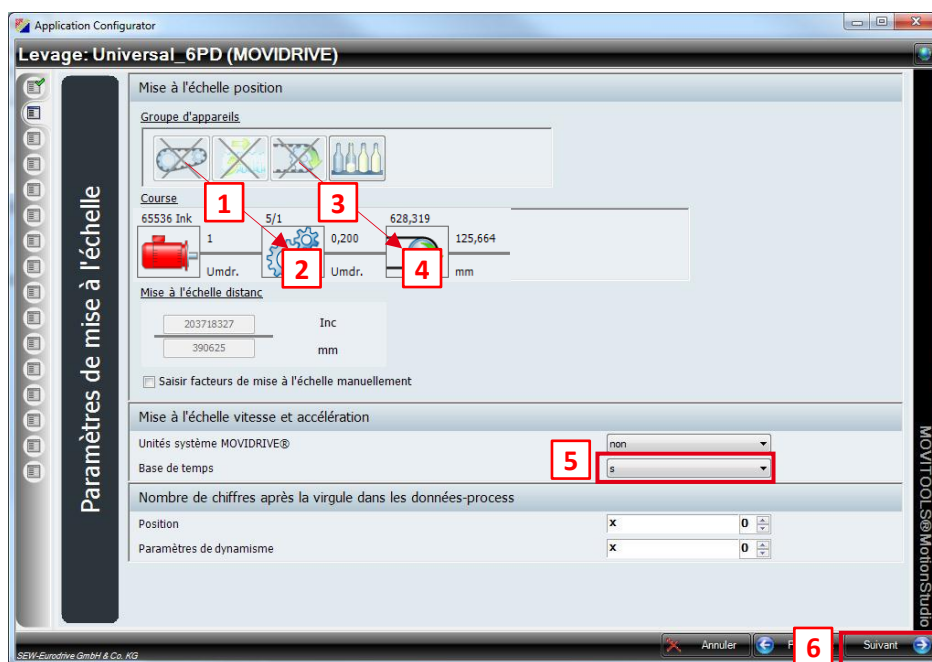 Application Configurator
Levage: Universal_6PD (MOVIDRIVE)
Paramètres de mise à l'échelle
Mise à l'échelle position
Groupe d'appareils
1
3
Course
65536 Ink
5/1
628,319
1
0,200
125,664
Umdr.
2
Umdr.
4
mm
Mise à l'échelle distanc
203718327
Inc
390625
mm
Saisir facteurs de mise à l'échelle manuellement
Mise à l'échelle vitesse et accélération
Unités système MOVIDRIVE®
non
5
Base de temps
s
Nombre de chiffres après la virgule dans les données-process
Position
x
0
Paramètres de dynamisme
x
0
MOVITOOLS®MotionStudio
SEW-Eurodrive GmbH & Co. KG
Annuler
6
Suivant